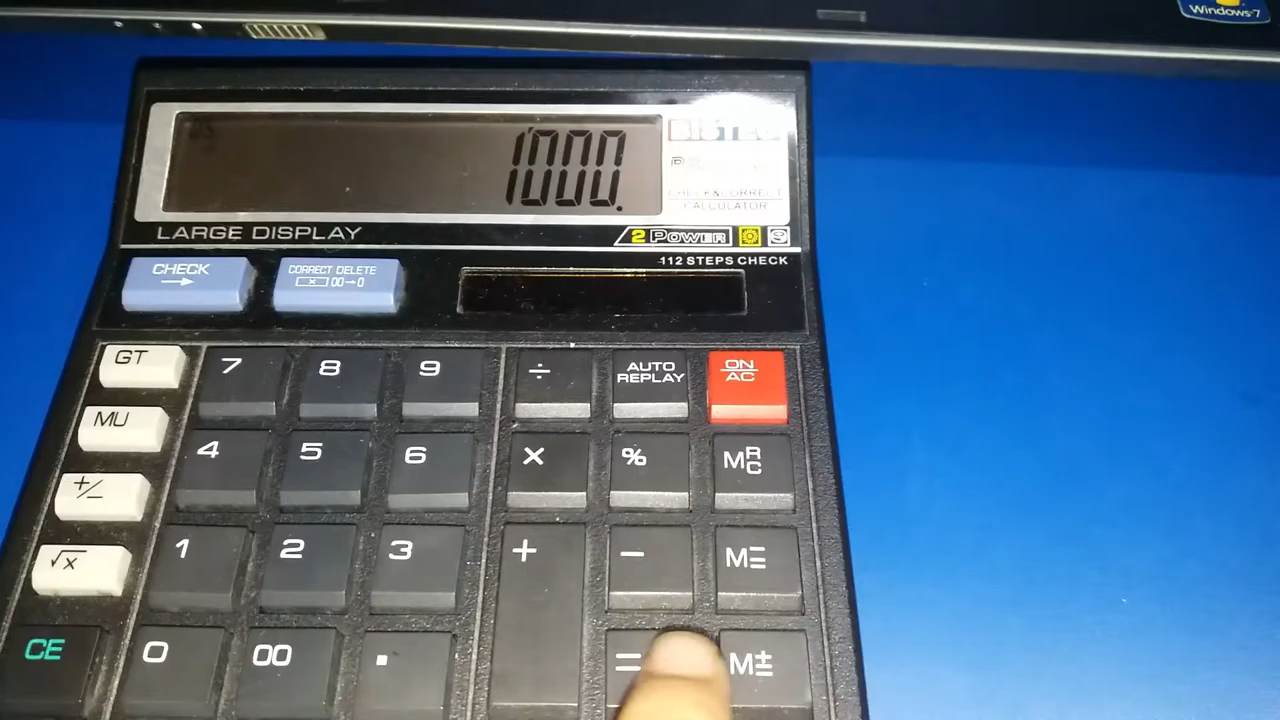 Windows 7
1000.
CHECK&CORRECT
CALCULATOR
LARGE DISPLAY
2 POWER
112 STEPS CHECK
CHECK
→
CORRECT DELETE
× 00→0
GT
7
8
9
÷
AUTO
REPLAY
ON
AC
MU
4
5
6
×
%
MRC
+/−
1
2
3
+
−
M=
√x
CE
0
00
.
=
M±